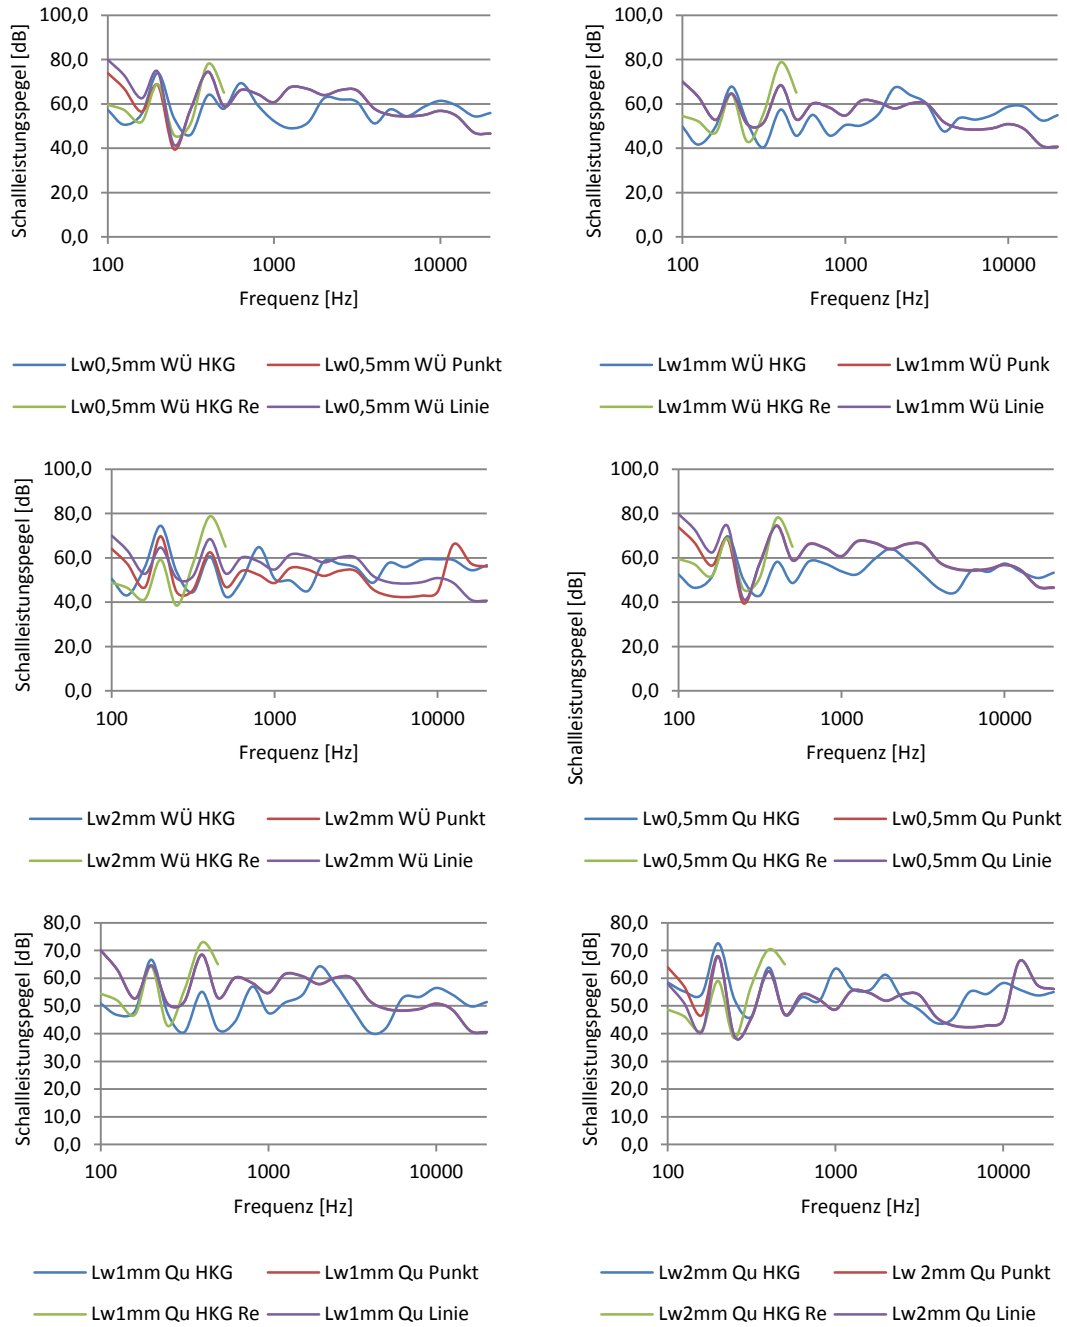 100,0
80,0
60,0
40,0
20,0
0,0
Schallleistungspegel [dB]
100 1000 10000
Frequenz [Hz]
Lw0,5mm WÜ HKG Lw0,5mm WÜ Punkt
Lw0,5mm Wü HKG Re Lw0,5mm Wü Linie
100,0
80,0
60,0
40,0
20,0
0,0
Schallleistungspegel [dB]
100 1000 10000
Frequenz [Hz]
Lw1mm WÜ HKG Lw1mm WÜ Punk
Lw1mm Wü HKG Re Lw1mm Wü Linie
100,0
80,0
60,0
40,0
20,0
0,0
Schallleistungspegel [dB]
100 1000 10000
Frequenz [Hz]
Lw2mm WÜ HKG Lw2mm WÜ Punkt
Lw2mm Wü HKG Re Lw2mm Wü Linie
100,0
80,0
60,0
40,0
20,0
0,0
Schallleistungspegel [dB]
100 1000 10000
Frequenz [Hz]
Lw0,5mm Qu HKG Lw0,5mm Qu Punkt
Lw0,5mm Qu HKG Re Lw0,5mm Qu Linie
80,0
70,0
60,0
50,0
40,0
30,0
20,0
10,0
0,0
Schallleistungspegel [dB]
100 1000 10000
Frequenz [Hz]
Lw1mm Qu HKG Lw1mm Qu Punkt
Lw1mm Qu HKG Re Lw1mm Qu Linie
80,0
70,0
60,0
50,0
40,0
30,0
20,0
10,0
0,0
Schallleistungspegel [dB]
100 1000 10000
Frequenz [Hz]
Lw2mm Qu HKG Lw 2mm Qu Punkt
Lw2mm Qu HKG Re Lw2mm Qu Linie